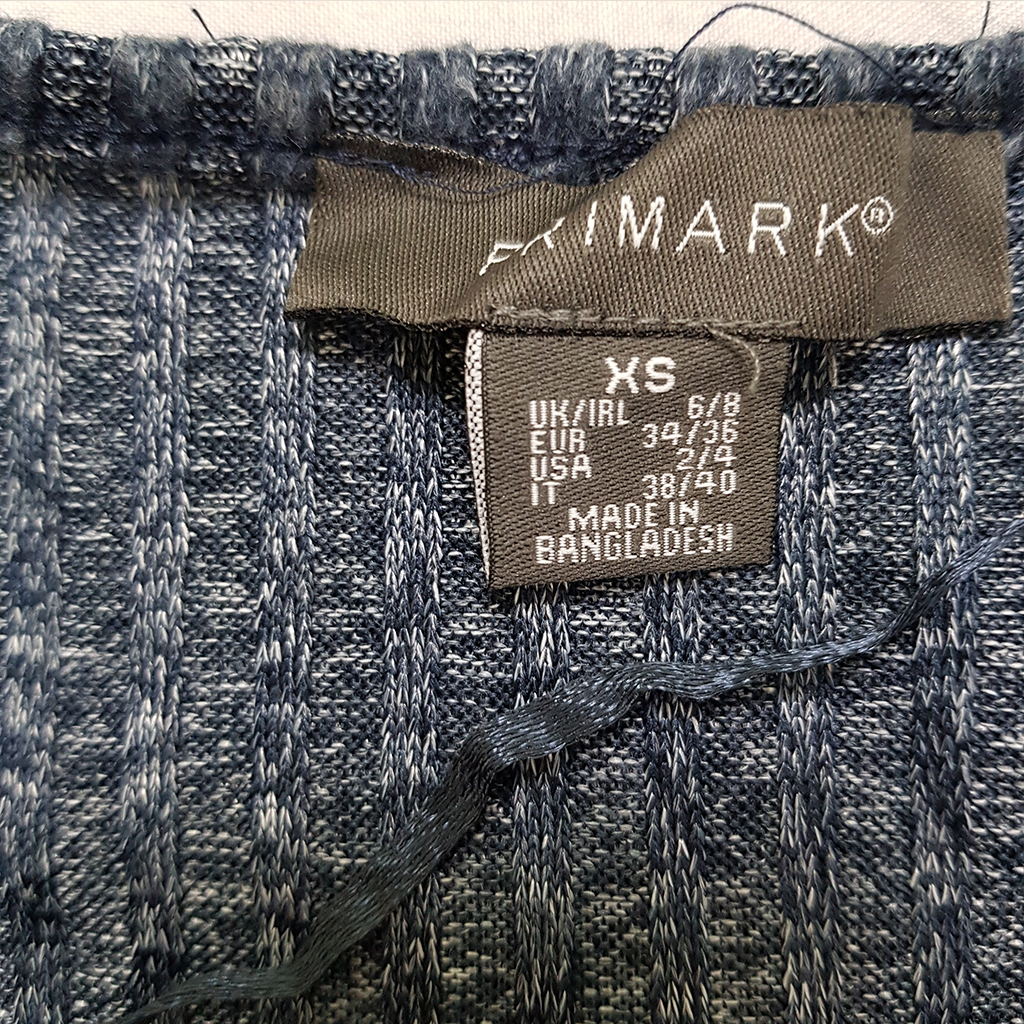 PRIMARK®
XS
UK/IRL 6/8
EUR 34/36
USA 2/4
IT 38/40
MADE IN
BANGLADESH